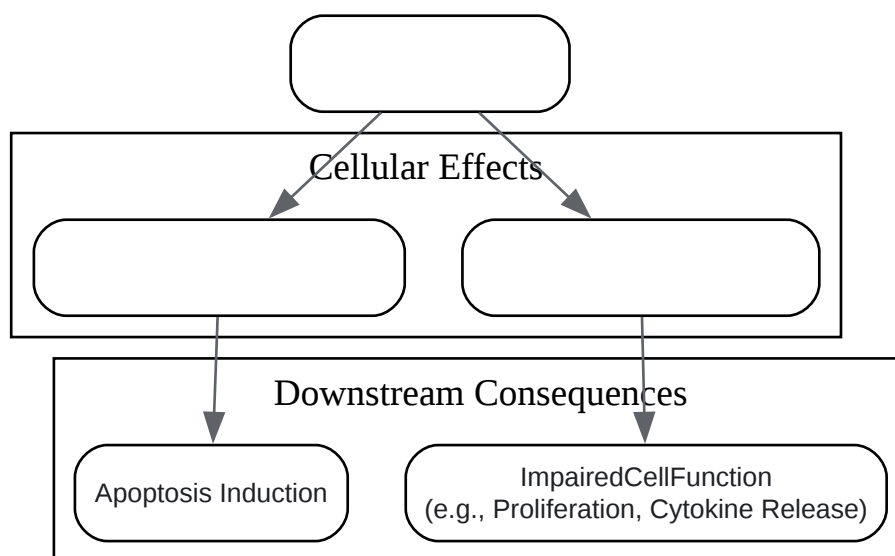 Cellular Effects
Downstream Consequences
Apoptosis Induction
ImpairedCellFunction
(e.g., Proliferation, Cytokine Release)